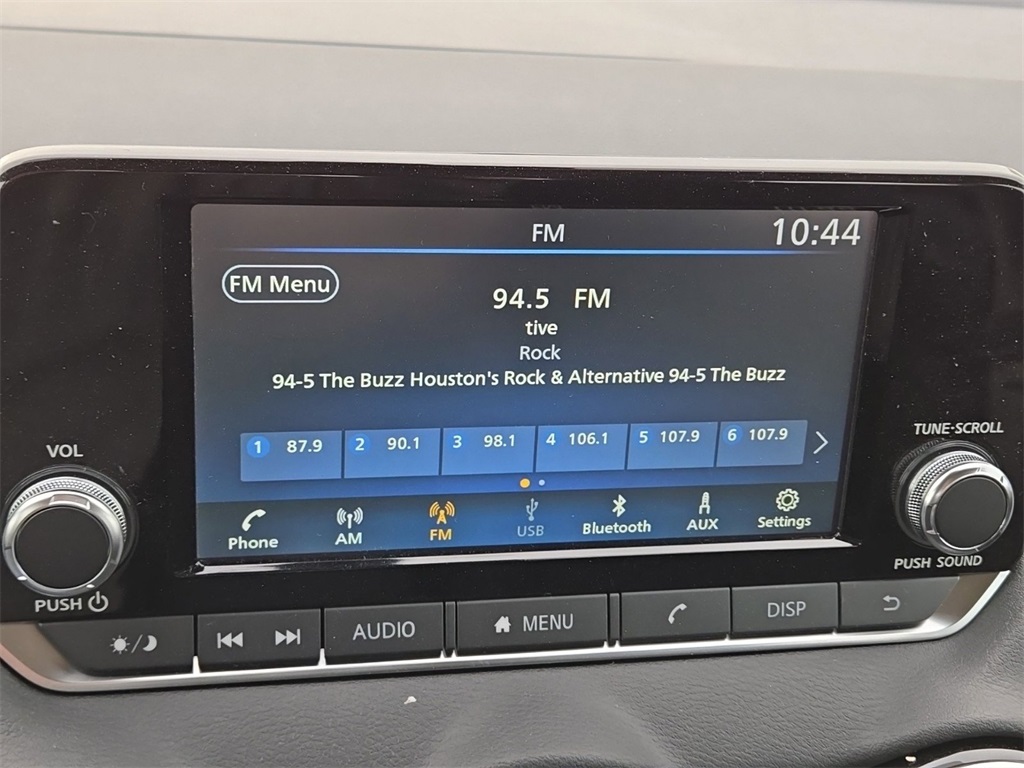 FM 10:44
FM Menu
94.5 FM
tive
Rock
94-5 The Buzz Houston's Rock & Alternative 94-5 The Buzz
1 87.9 2 90.1 3 98.1 4 106.1 5 107.9 6 107.9
Phone AM FM USB Bluetooth AUX Settings
VOL
PUSH
TUNE·SCROLL
PUSH SOUND
AUDIO MENU DISP